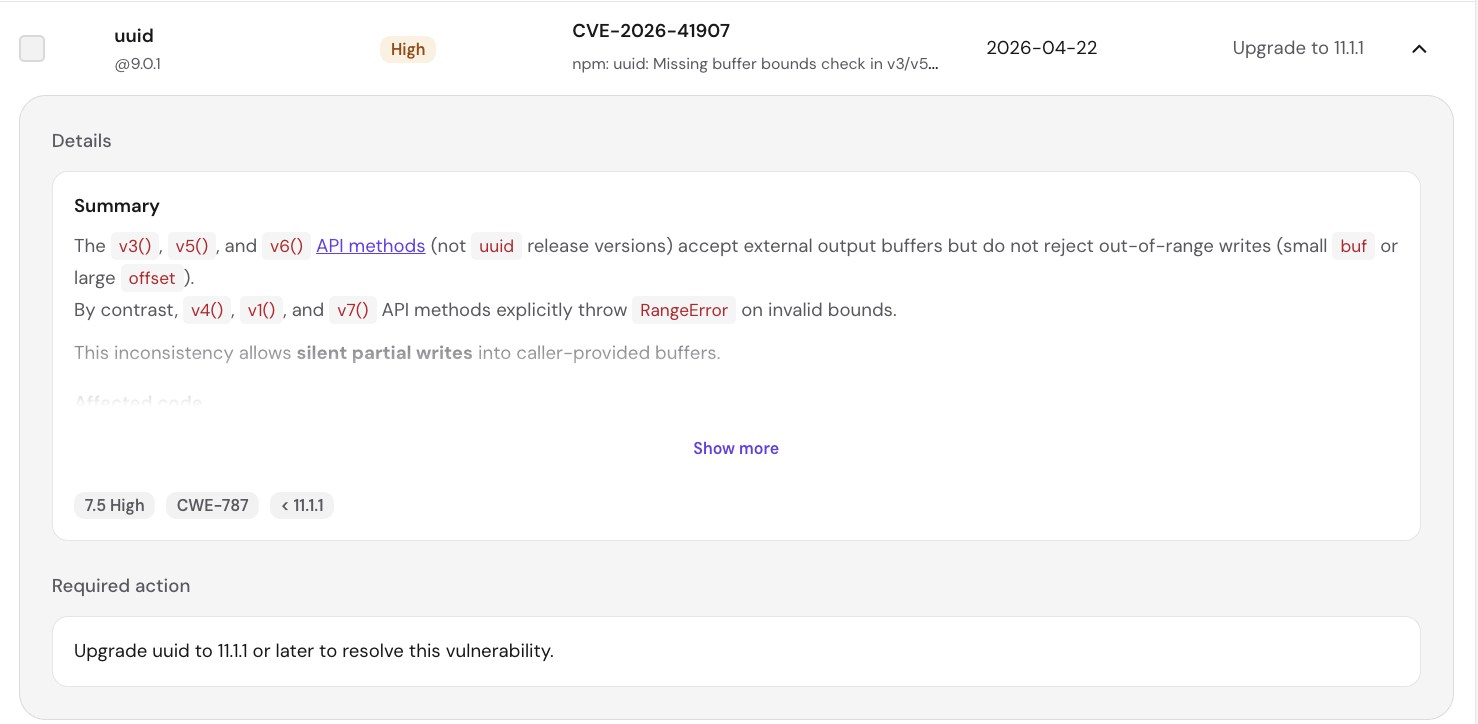 uuid
@9.0.1
High
CVE-2026-41907
npm: uuid: Missing buffer bounds check in v3/v5...
2026-04-22
Upgrade to 11.1.1
Details
Summary
The v3(), v5(), and v6() API methods (not uuid release versions) accept external output buffers but do not reject out-of-range writes (small buf or
large offset ).
By contrast, v4(), v1(), and v7() API methods explicitly throw RangeError on invalid bounds.
This inconsistency allows silent partial writes into caller-provided buffers.
Affected code
Show more
7.5 High
CWE-787
< 11.1.1
Required action
Upgrade uuid to 11.1.1 or later to resolve this vulnerability.